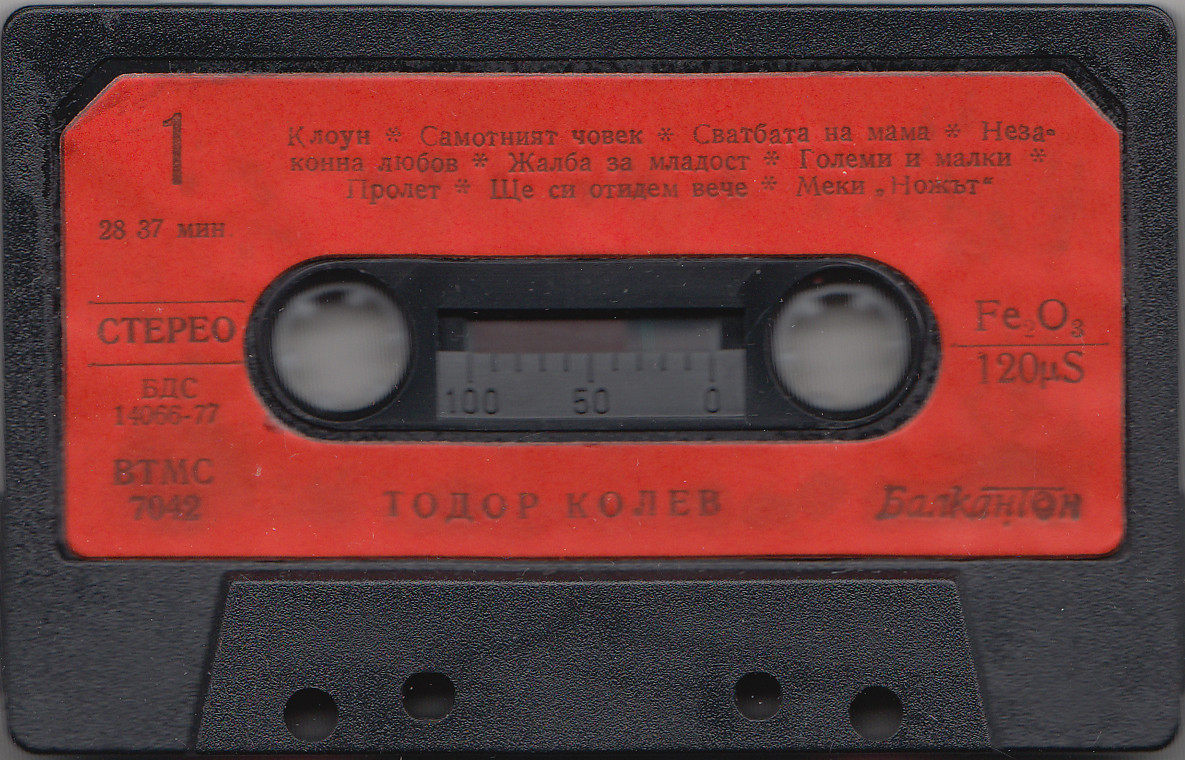 1
Клоун * Самотният човек * Сватбата на мама * Неза-
конна любов * Жалба за младост * Големи и малки *
Пролет * Ще си отидем вече * Меки „Ножът“
28 37 мин
СТЕРЕО
БДС
14066-77
ВТМС
7042
Fe₂O₃
120μS
100 50 0
ТОДОР КОЛЕВ
Балкантон